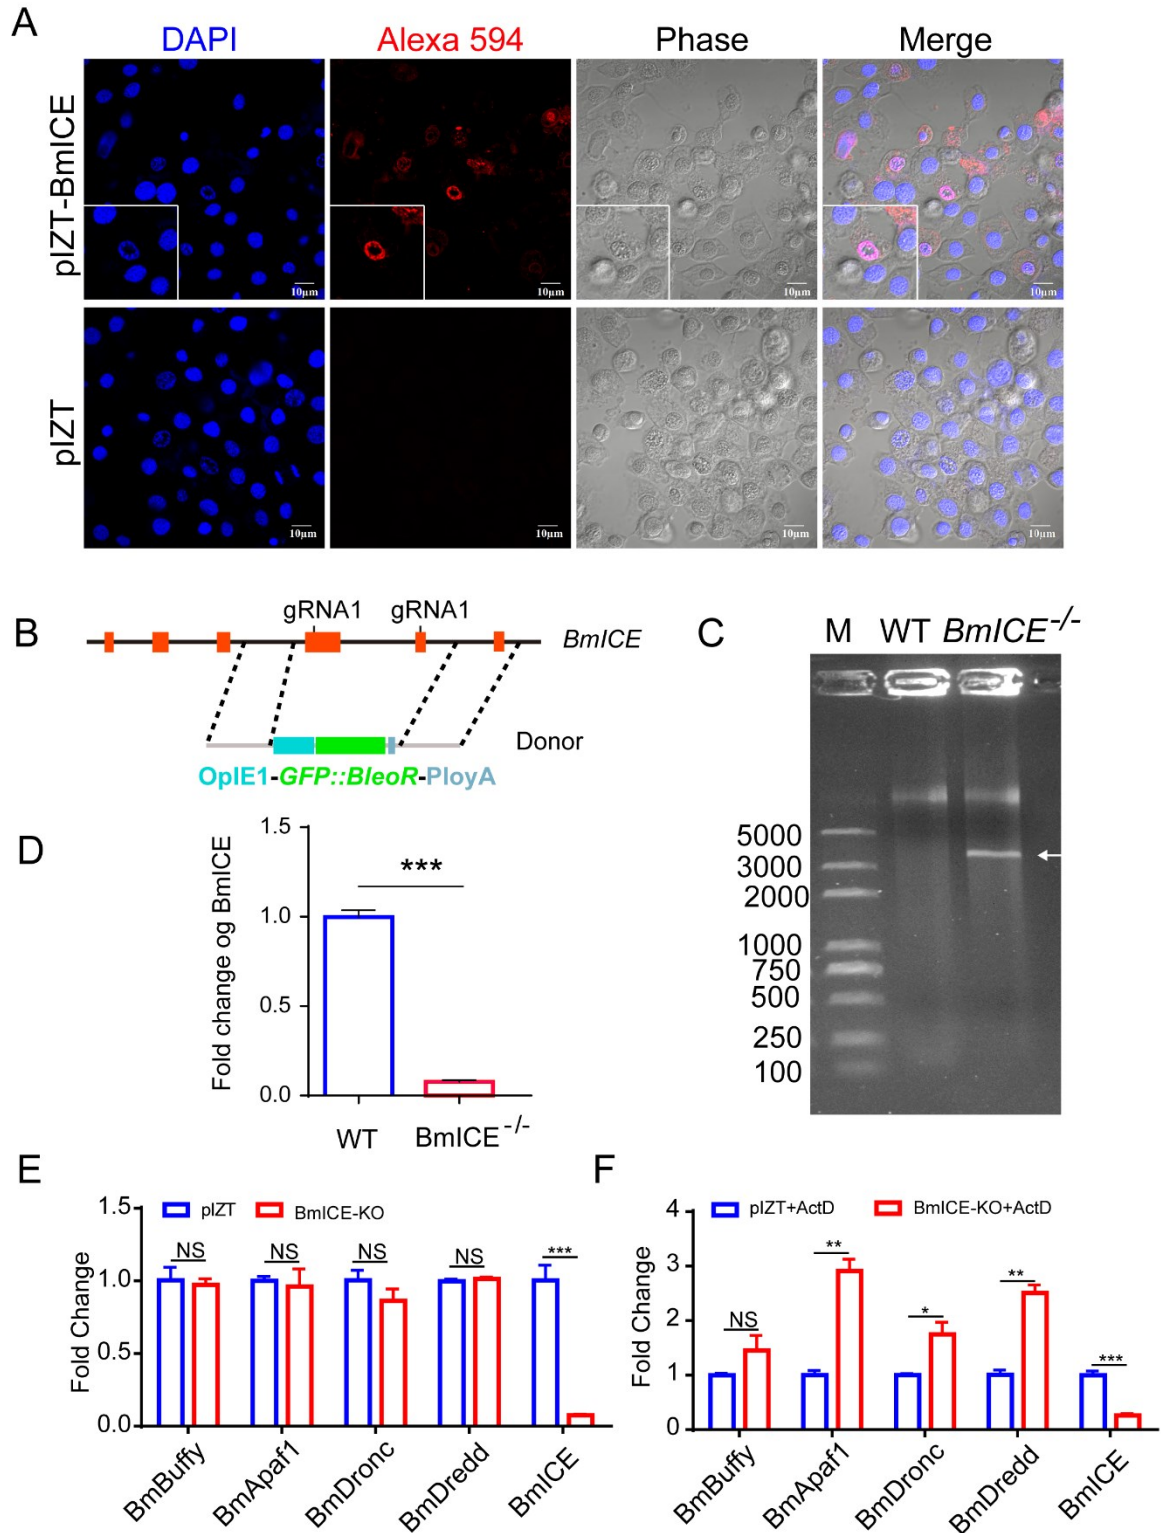 A
DAPI Alexa 594 Phase Merge
pIZT-BmICE
10μm 10μm 10μm 10μm
pIZT
10μm 10μm 10μm 10μm
B
gRNA1 gRNA1
BmICE
Donor
OpIE1-GFP::BleoR-PloyA
C
M WT BmICE-/-
5000
3000
2000
1000
750
500
250
100
D
Fold change og BmICE
1.5
1.0
0.5
0.0
***
WT BmICE-/-
E
pIZT BmICE-KO
Fold Change
1.5
1.0
0.5
0.0
NS NS NS NS ***
BmBuffy BmApaf1 BmDronc BmDredd BmICE
F
pIZT+ActD BmICE-KO+ActD
Fold Change
4
3
2
1
0
NS ** * ** ***
BmBuffy BmApaf1 BmDronc BmDredd BmICE